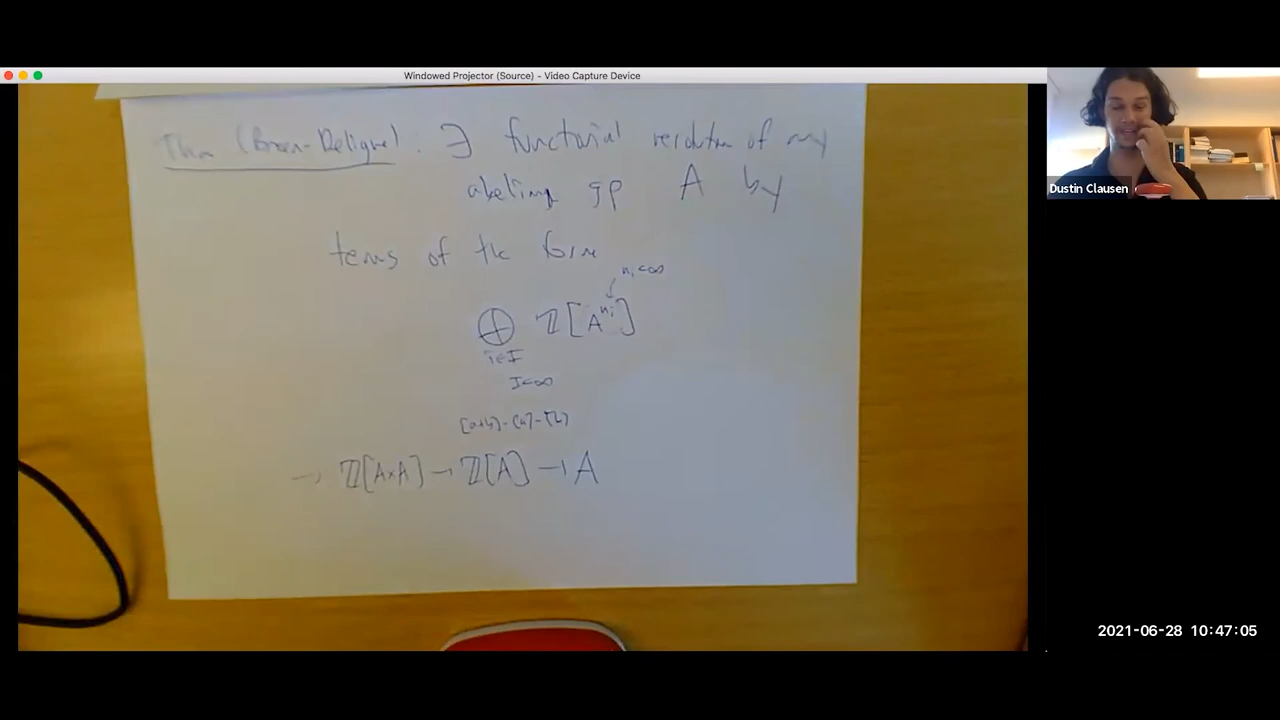 Windowed Projector (Source) - Video Capture Device
Thm (Breen-Deligne). ∃ functorial resolution of any
abelian gp A by
terms of the form
n_i<∞
⊕ ℤ[A^{n_i}]
i∈I
I<∞
[a+b]-[a]-[b]
→ ℤ[A×A] → ℤ[A] → A
Dustin Clausen
2021-06-28 10:47:05